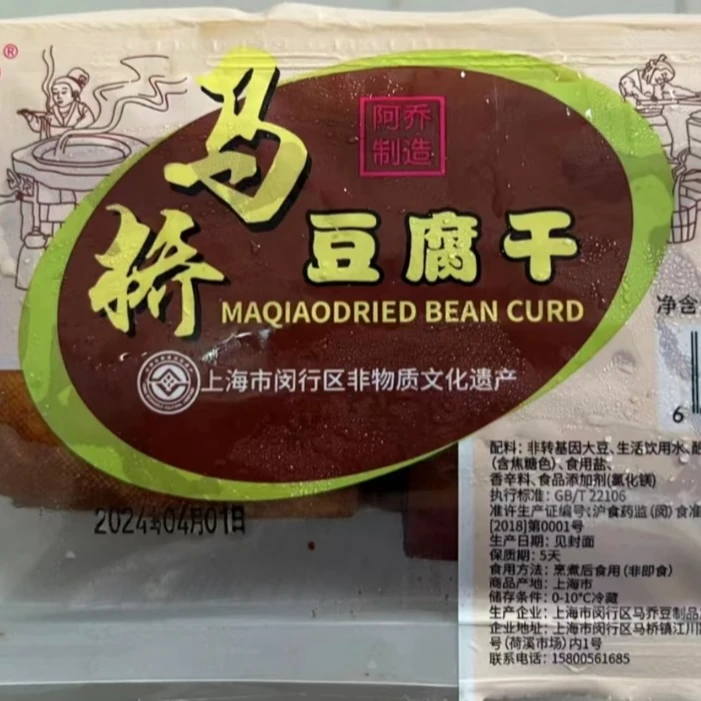 ®
马桥
阿乔
制造
豆腐干
MAQIAODRIED BEAN CURD
上海市闵行区非物质文化遗产
净含
6
配料：非转基因大豆、生活饮用水、
(含焦糖色)、食用盐、
香辛料、食品添加剂(氯化镁)
执行标准：GB/T 22106
准许生产证编号：沪食药监（闵）食准
[2018]第0001号
生产日期：见封面
保质期：5天
食用方法：烹煮后食用（非即食）
商品产地：上海市
储存条件：0-10℃冷藏
生产企业：上海市闵行区马乔豆制品
企业地址：上海市闵行区马桥镇江川
号（荷溪市场）内1号
联系电话：15800561685
2024年04月01日